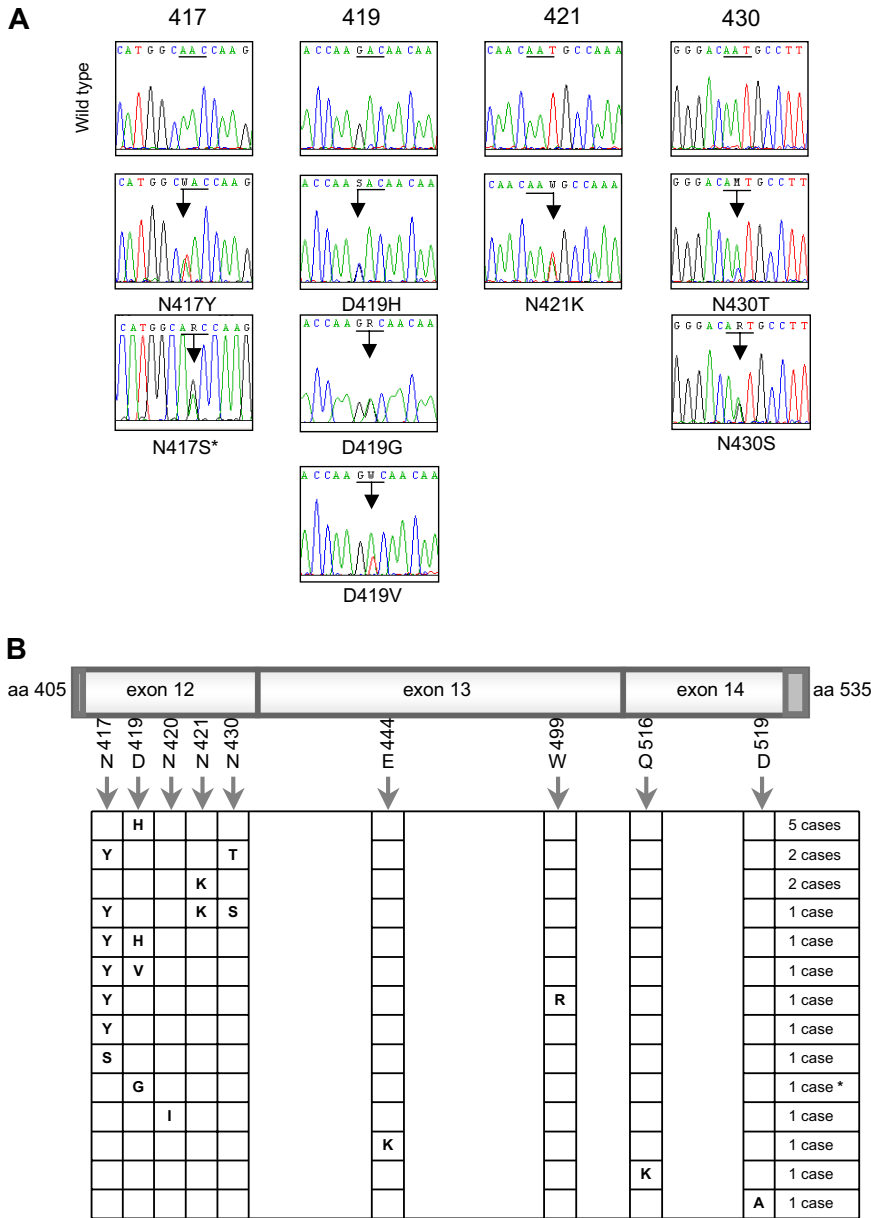 A
417 419 421 430
Wild type
CATGGCAACCAAG ACCAAGACAACAA CAACAATGCCAAA GGGACAATGCCTT
CATGGCWACCAAG ACCAASACAACAA CAACAAWGCCAAA GGGACAMTGCCTT
N417Y D419H N421K N430T
CATGGCARCCAAG ACCAAGRCAACAA GGGACARTGCCTT
N417S* D419G N430S
ACCAAGWCAACAA
D419V
B
aa 405 exon 12 exon 13 exon 14 aa 535
N 417 D 419 N 420 N 421 N 430 E 444 W 499 Q 516 D 519
H 5 cases
Y T 2 cases
K 2 cases
Y K S 1 case
Y H 1 case
Y V 1 case
Y R 1 case
Y 1 case
S 1 case
G 1 case *
I 1 case
K 1 case
K 1 case
A 1 case